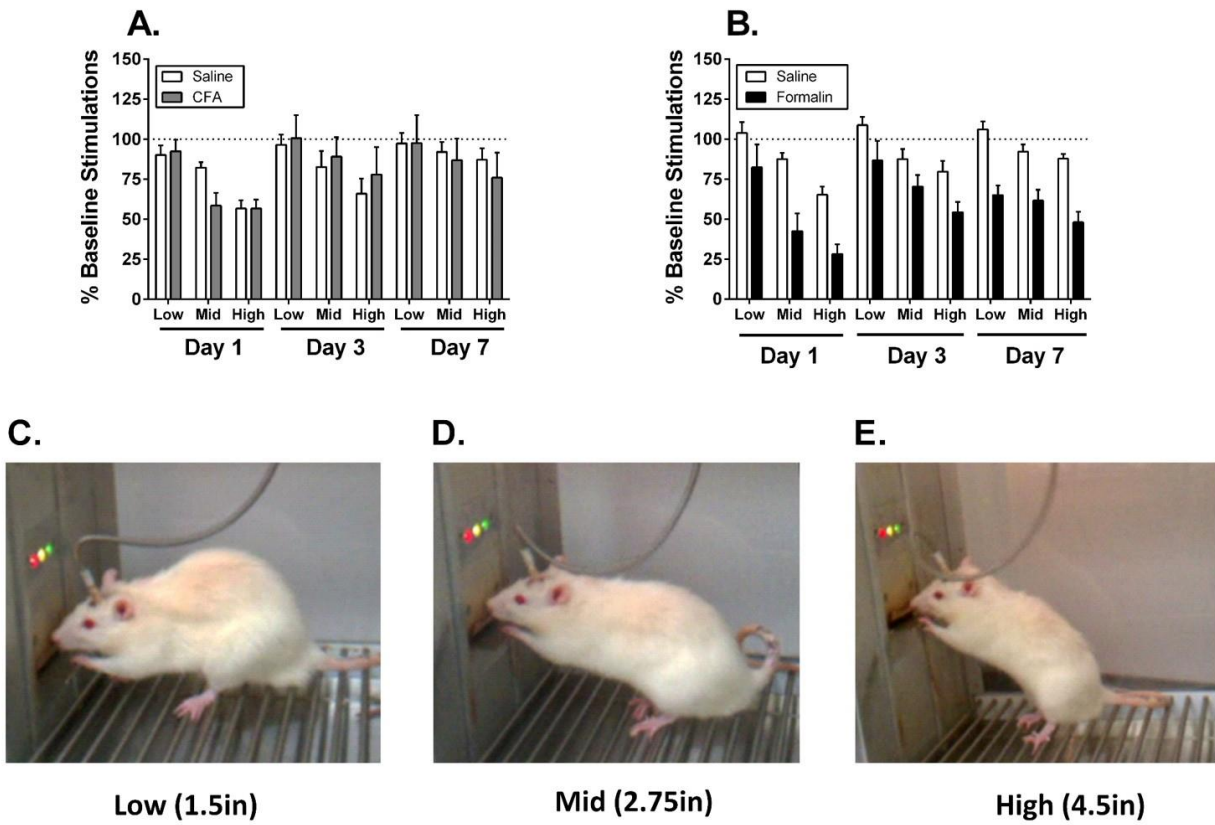 A.
% Baseline Stimulations
150
125
100
75
50
25
0
Saline
CFA
Low Mid High Low Mid High Low Mid High
Day 1 Day 3 Day 7
B.
% Baseline Stimulations
150
125
100
75
50
25
0
Saline
Formalin
Low Mid High Low Mid High Low Mid High
Day 1 Day 3 Day 7
C. D. E.
Low (1.5in) Mid (2.75in) High (4.5in)